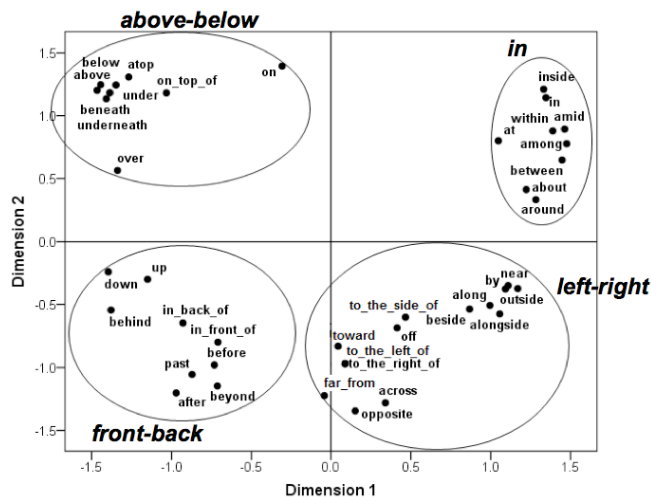 above-below
in
2.0
1.5
1.0
0.5
0.0
-0.5
-1.0
-1.5
Dimension 2
below
above
atop
under
on_top_of
on
beneath
underneath
over
inside
in
within
amid
at
among
between
about
around
down
up
behind
in_back_of
in_front_of
before
past
after
beyond
front-back
left-right
near
by
along
outside
to_the_side_of
beside
alongside
off
toward
to_the_left_of
to_the_right_of
far_from
across
opposite
-1.5
-1.0
-0.5
0.0
0.5
1.0
1.5
Dimension 1